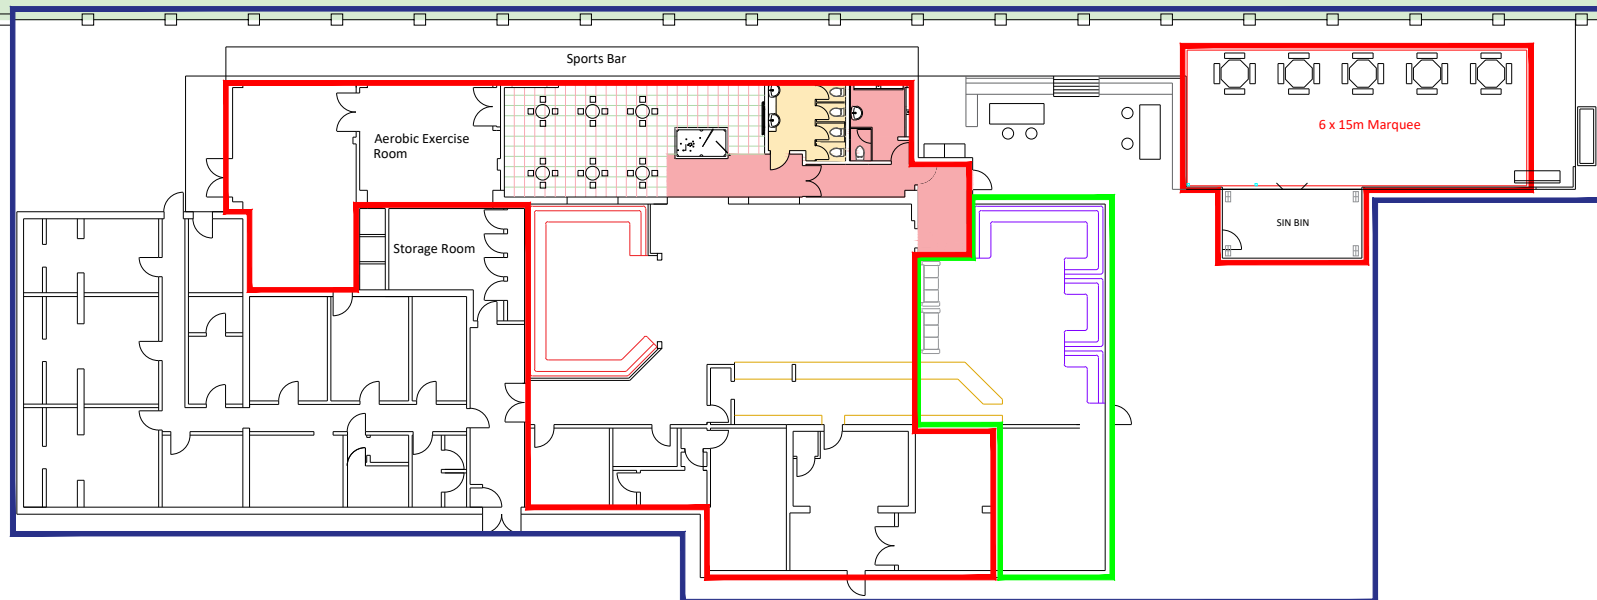 Sports Bar
Aerobic Exercise
Room
6 x 15m Marquee
Storage Room
SIN BIN